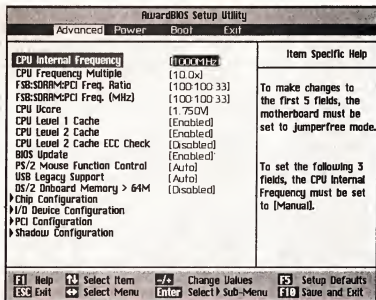 AwardBIOS Setup Utility
Advanced Power Boot Exit
CPU Internal Frequency [1000MHz]
CPU Frequency Multiple [10.0x]
FSB:SDRAM:PCI Freq. Ratio [100:100:33]
FSB:SDRAM:PCI Freq. (MHz) [100:100:33]
CPU Vcore [1.750V]
CPU Level 1 Cache [Enabled]
CPU Level 2 Cache [Enabled]
CPU Level 2 Cache ECC Check [Disabled]
BIOS Update [Enabled]
PS/2 Mouse Function Control [Auto]
USB Legacy Support [Auto]
OS/2 Onboard Memory > 64M [Disabled]
Chip Configuration
I/O Device Configuration
PCI Configuration
Shadow Configuration
Item Specific Help
To make changes to
the first 5 fields, the
motherboard must be
set to jumperfree mode.
To set the following 3
fields, the CPU Internal
Frequency must be set
to [Manual].
F1 Help ↑↓ Select Item -/+ Change Values F5 Setup Defaults
ESC Exit ↔ Select Menu Enter Select ▶ Sub-Menu F10 Save and Exit